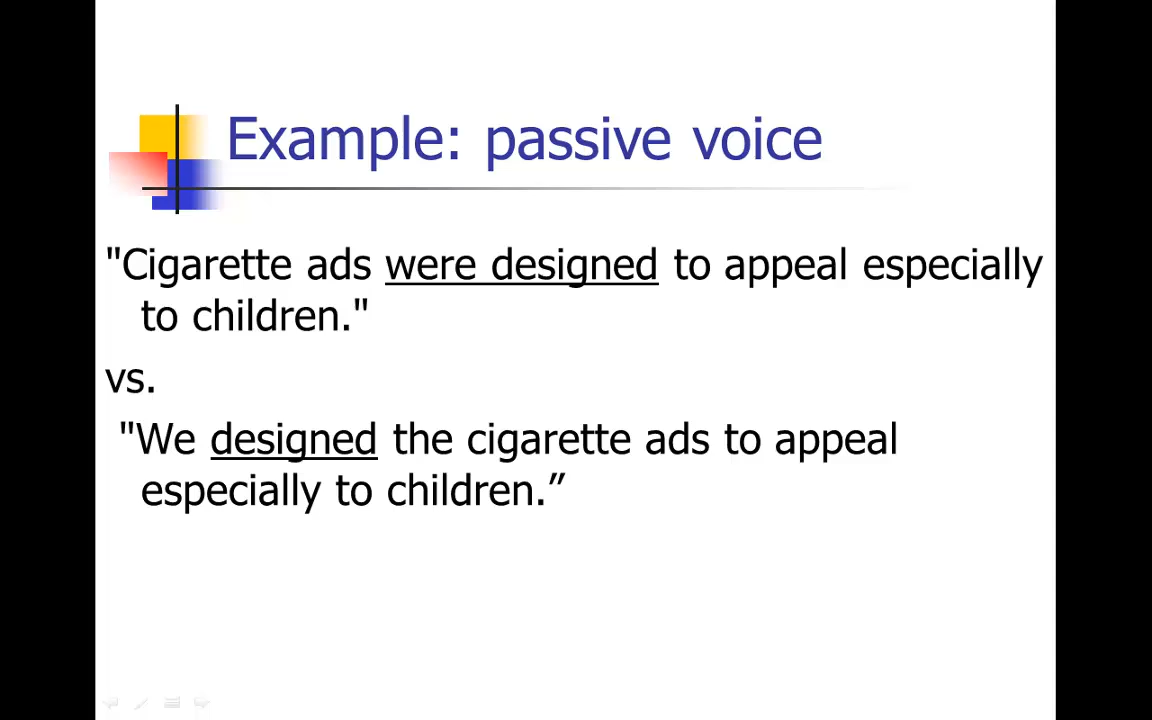 Example: passive voice
"Cigarette ads were designed to appeal especially
to children."
vs.
"We designed the cigarette ads to appeal
especially to children.”